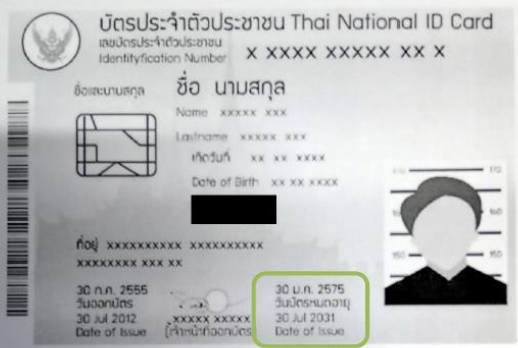 บัตรประจำตัวประชาชน Thai National ID Card
เลขบัตรประจำตัวประชาชน
Identityfication Number X XXXX XXXXX XX X
ชื่อและนามสกุล ชื่อ นามสกุล
Name xxxxx xxx
Lastname xxxxx xxx
เกิดวันที่ xx xx xxxx
Date of Birth xx xx xxxx
ที่อยู่ xxxxxxxxxx xxxxxxxxxx
xxxxxxxx xxx xx
30 ก.ค. 2555
วันออกบัตร
30 Jul 2012
Date of Issue
xxxxx xxxxx
(เจ้าหน้าที่ออกบัตร)
30 ม.ค. 2575
วันบัตรหมดอายุ
30 Jul 2031
Date of Issue
170 170
160
150 150